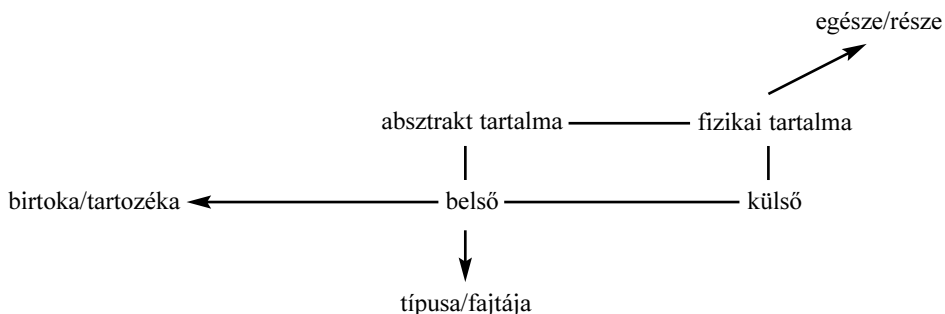 egésze/része
absztrakt tartalma fizikai tartalma
birtoka/tartozéka belső külső
típusa/fajtája